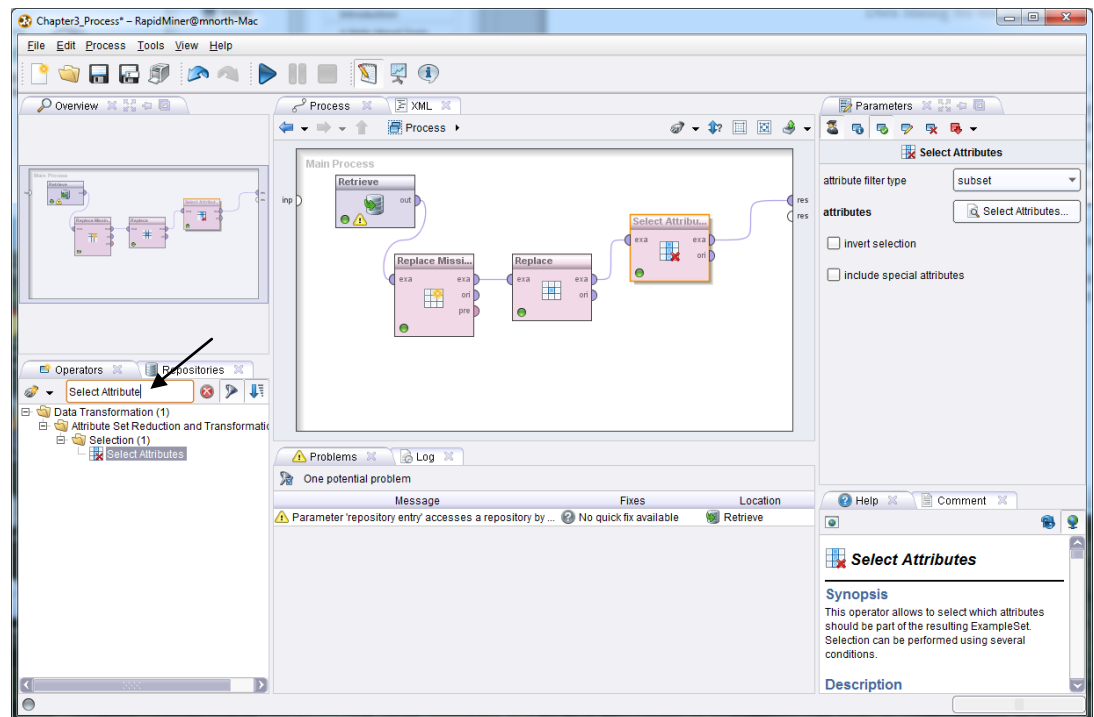 Chapter3_Process* – RapidMiner@mnorth-Mac
File Edit Process Tools View Help
Overview
Process XML
Parameters
Process
Select Attributes
attribute filter type subset
attributes Select Attributes...
invert selection
include special attributes
Main Process
Retrieve
inp out res
res
Select Attribu...
exa exa
ori
Replace Missi...
exa exa
ori
pre
Replace
exa exa
ori
Main Process
Retrieve
Replace
Operators Repositories
Select Attribute
Data Transformation (1)
Attribute Set Reduction and Transformatio
Selection (1)
Select Attributes
Problems Log
One potential problem
Message Fixes Location
Parameter 'repository entry' accesses a repository by ... No quick fix available Retrieve
Help Comment
Select Attributes
Synopsis
This operator allows to select which attributes
should be part of the resulting ExampleSet.
Selection can be performed using several
conditions.
Description